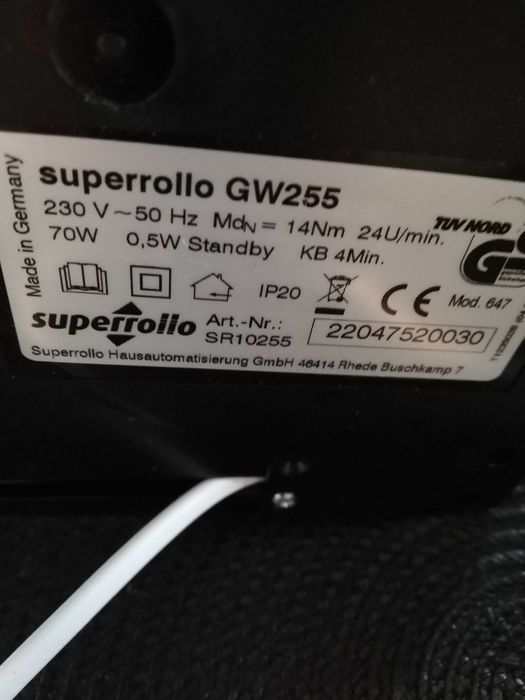 Made in Germany
superrollo GW255
230 V~50 Hz MdN = 14Nm 24U/min.
70W 0,5W Standby KB 4Min.
TÜV NORD
GS
IP20
CE Mod. 647
superrollo
Art.-Nr.:
SR10255
22047520030
Superrollo Hausautomatisierung GmbH 46414 Rhede Buschkamp 7